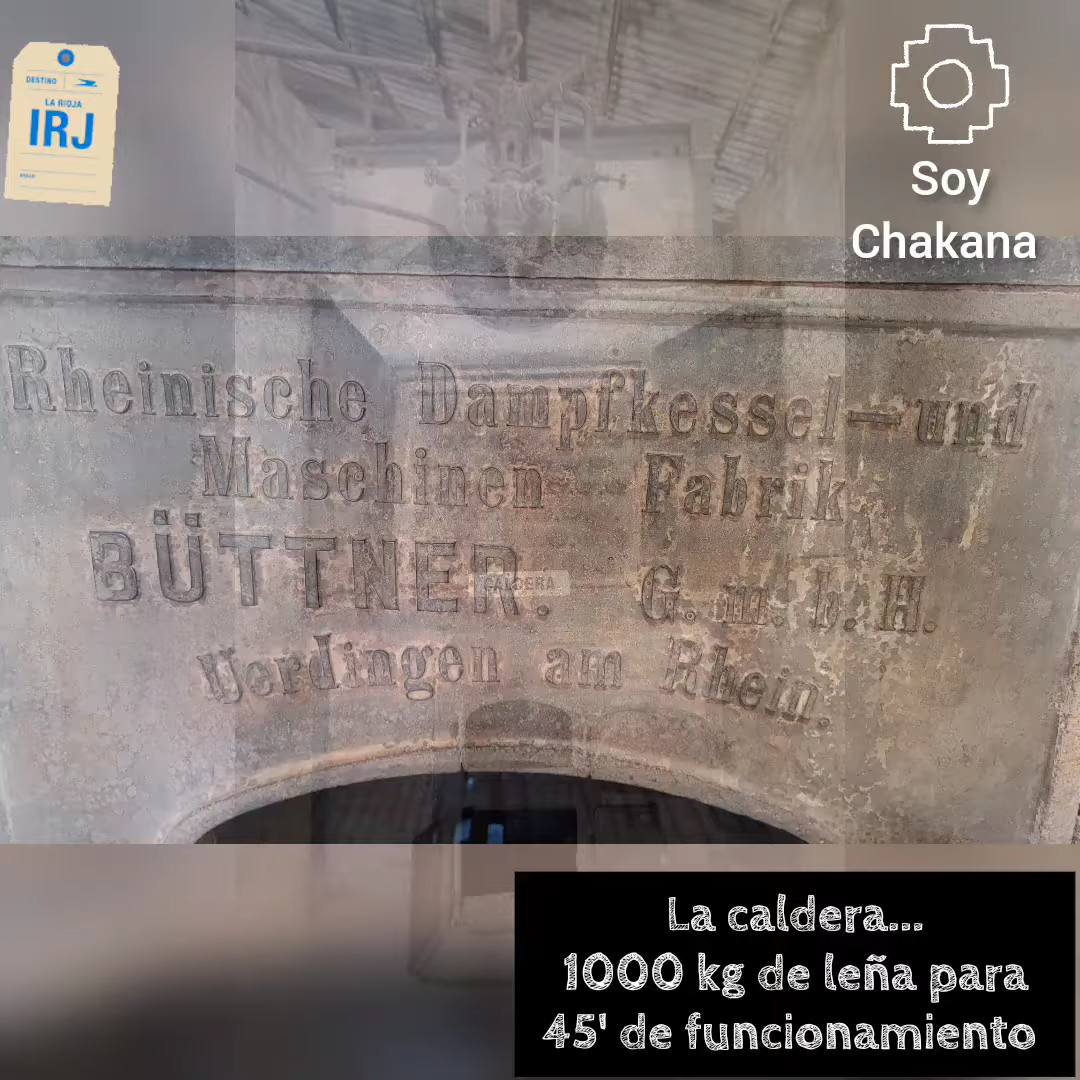 DESTINO
LA RIOJA
IRJ
Soy
Chakana
Rheinische Dampfkessel-und
Maschinen Fabrik
BÜTTNER. G.m.b.H.
CALDERA
Uerdingen am Rhein.
La caldera...
1000 kg de leña para
45' de funcionamiento